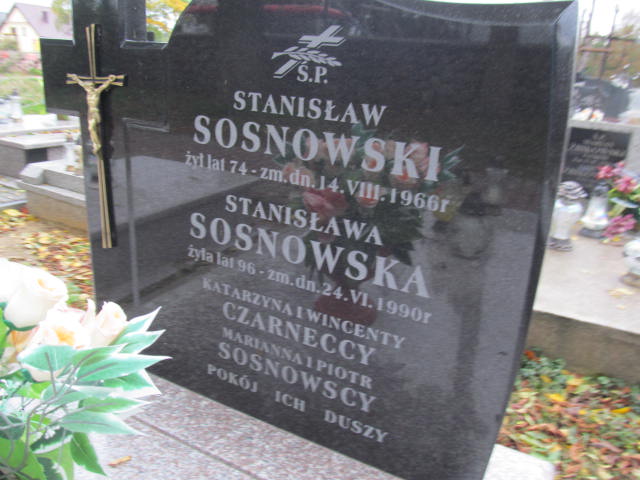 Ś.P.
STANISŁAW
SOSNOWSKI
żył lat 74 - zm. dn. 14. VIII. 1966r
STANISŁAWA
SOSNOWSKA
żyła lat 96 - zm. dn. 24. VI. 1990r
KATARZYNA I WINCENTY
CZARNECCY
MARIANNA I PIOTR
SOSNOWSCY
POKÓJ ICH DUSZY